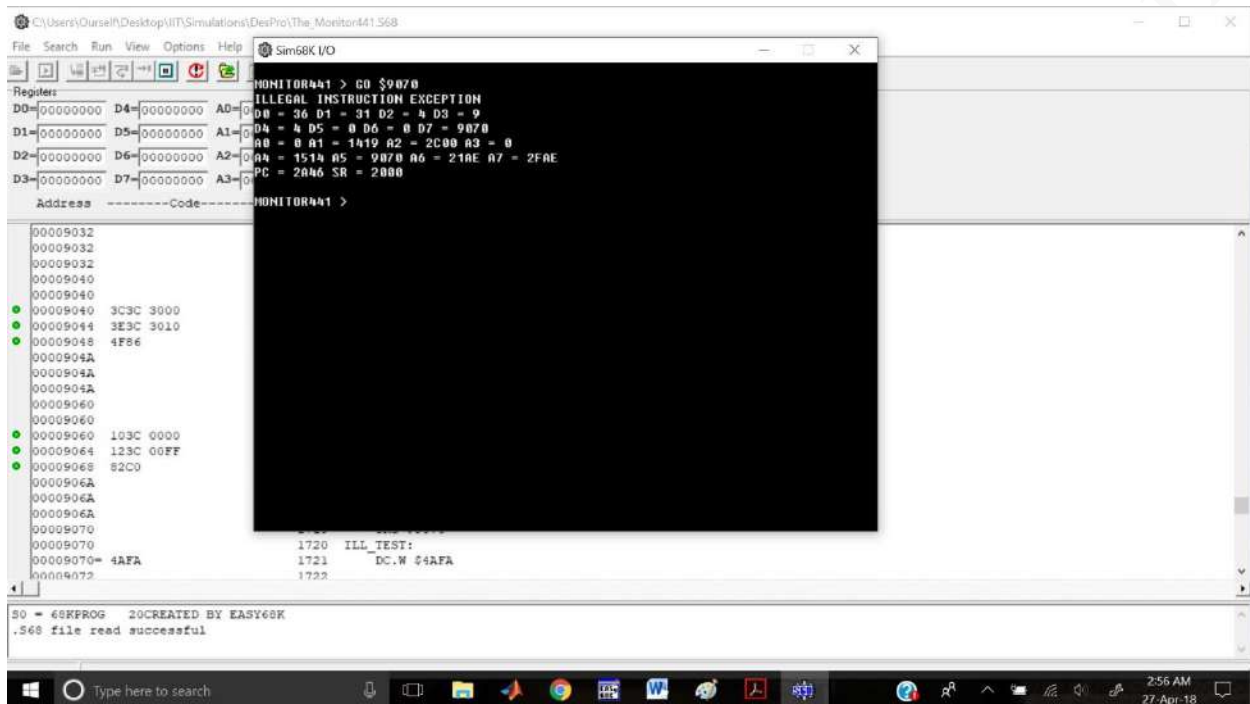 C:\Users\Ourself\Desktop\IIT\Simulations\DesPro\The_Monitor441.S68
File Search Run View Options Help
Sim68K I/O
Registers
D0=00000000 D4=00000000 A0=
D1=00000000 D5=00000000 A1=
D2=00000000 D6=00000000 A2=
D3=00000000 D7=00000000 A3=
Address --------Code-------
MONITOR441 > GO $9070
ILLEGAL INSTRUCTION EXCEPTION
D0 = 36 D1 = 31 D2 = 4 D3 = 9
D4 = 4 D5 = 0 D6 = 0 D7 = 9070
A0 = 0 A1 = 1419 A2 = 2C00 A3 = 0
A4 = 1514 A5 = 9070 A6 = 21AE A7 = 2FAE
PC = 2A46 SR = 2000
MONITOR441 >
00009032
00009032
00009032
00009040
00009040
00009040 3C3C 3000
00009044 3E3C 3010
00009048 4F86
0000904A
0000904A
0000904A
00009060
00009060
00009060 103C 0000
00009064 123C 00FF
00009068 82C0
0000906A
0000906A
0000906A
00009070
00009070 1720 ILL_TEST:
00009070= 4AFA 1721 DC.W $4AFA
00009072 1722
S0 = 68KPROG 20CREATED BY EASY68K
.S68 file read successful
Type here to search
2:56 AM
27-Apr-18